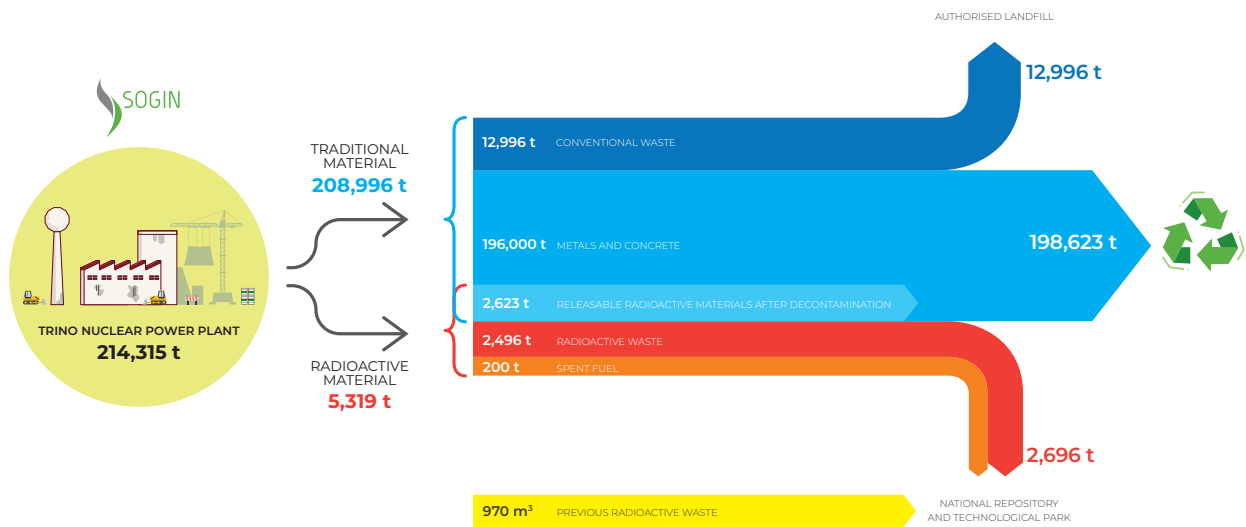 AUTHORISED LANDFILL
12,996 t
SOGIN
TRADITIONAL
MATERIAL
208,996 t
12,996 t CONVENTIONAL WASTE
196,000 t METALS AND CONCRETE
198,623 t
2,623 t RELEASABLE RADIOACTIVE MATERIALS AFTER DECONTAMINATION
TRINO NUCLEAR POWER PLANT
214,315 t
2,496 t RADIOACTIVE WASTE
200 t SPENT FUEL
RADIOACTIVE
MATERIAL
5,319 t
2,696 t
970 m³ PREVIOUS RADIOACTIVE WASTE
NATIONAL REPOSITORY
AND TECHNOLOGICAL PARK